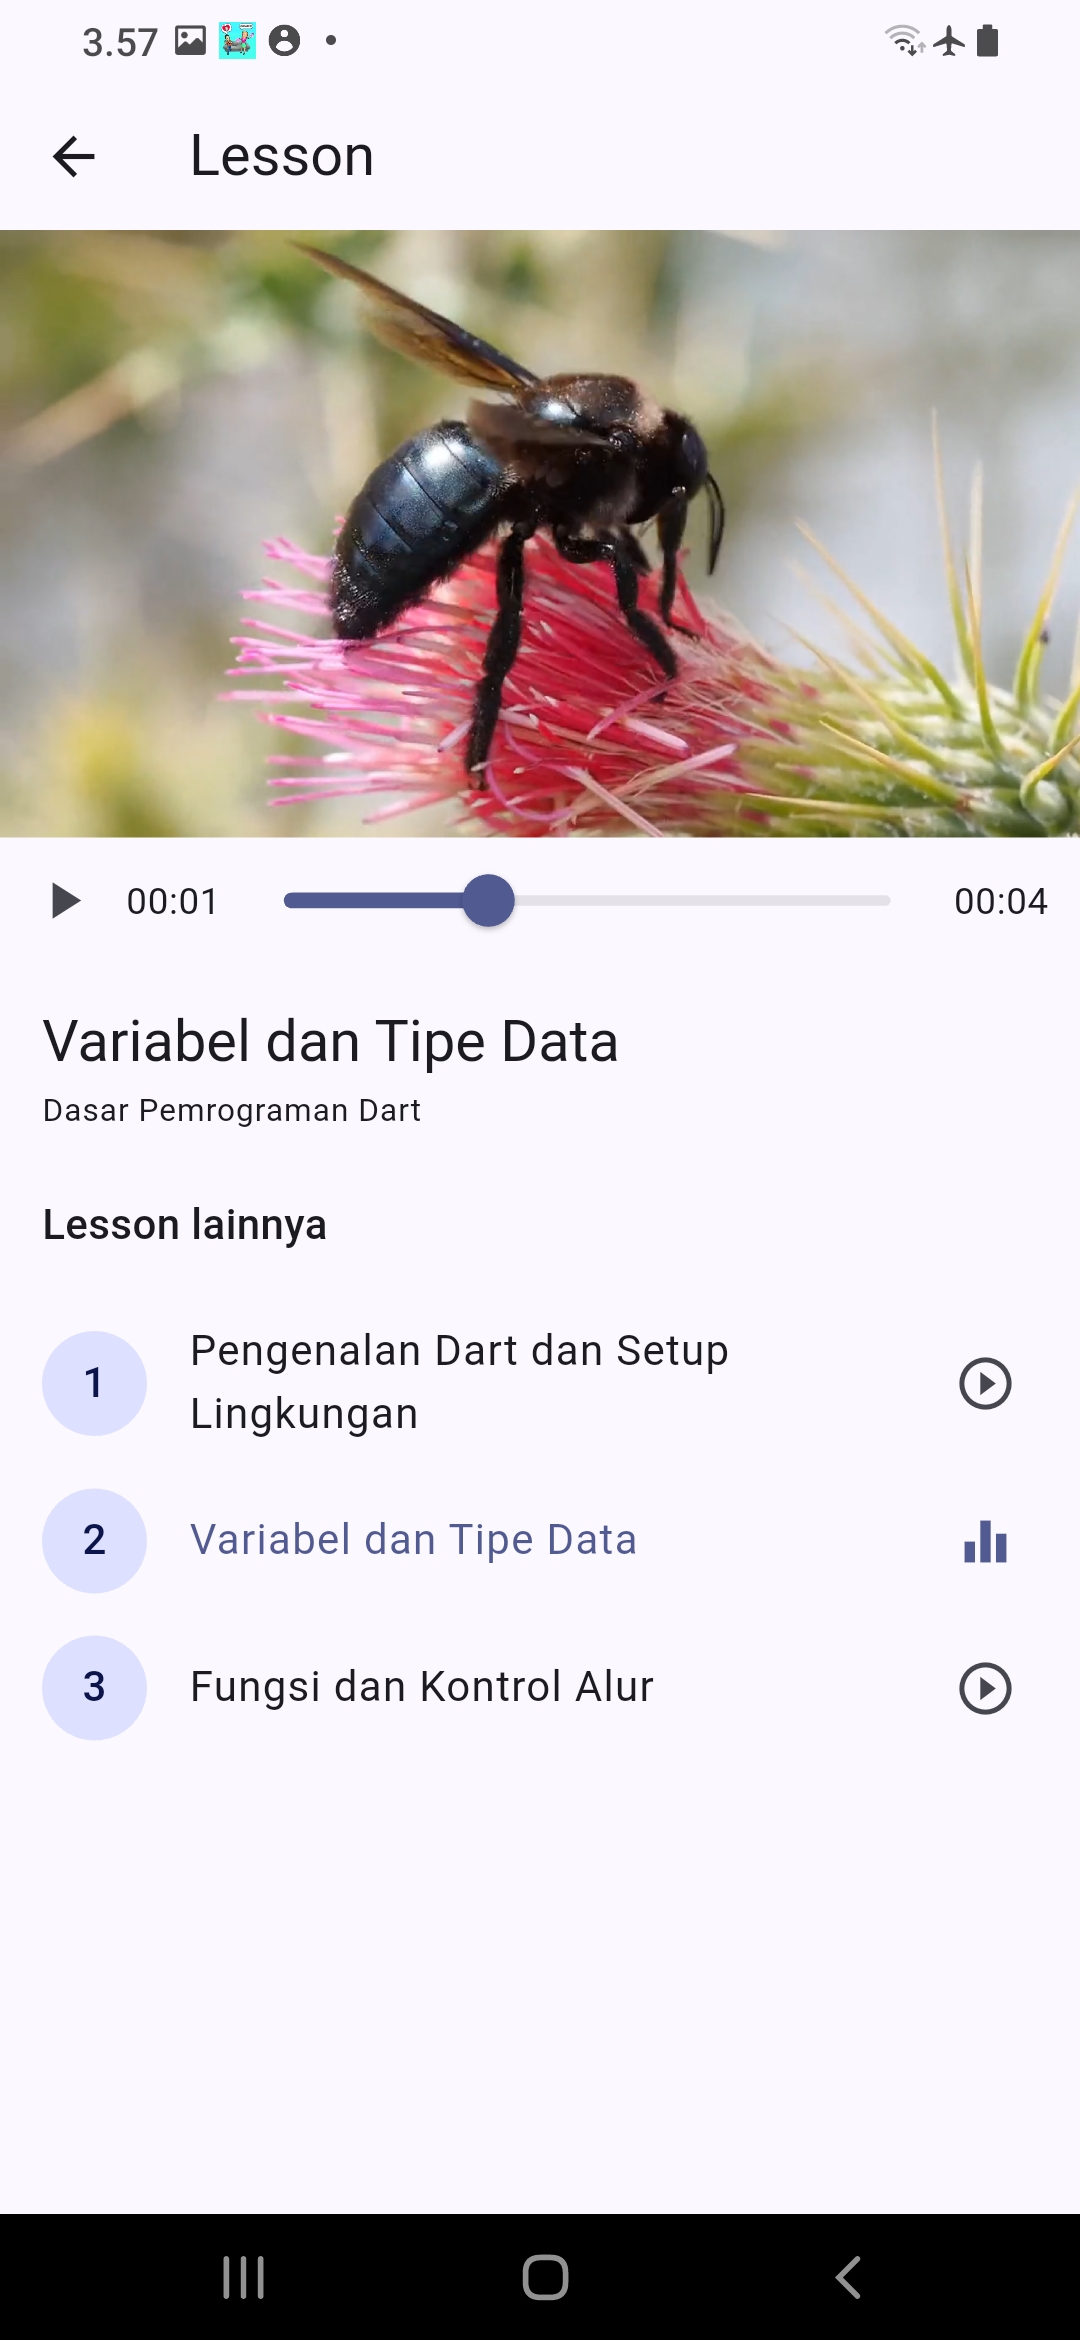 3.57
Lesson
00:01
00:04
Variabel dan Tipe Data
Dasar Pemrograman Dart
Lesson lainnya
1
Pengenalan Dart dan Setup
Lingkungan
2
Variabel dan Tipe Data
3
Fungsi dan Kontrol Alur